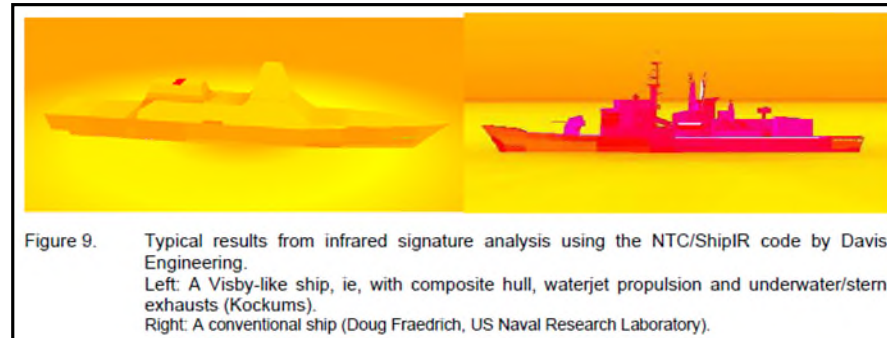 Figure 9. Typical results from infrared signature analysis using the NTC/ShipIR code by Davis
Engineering.
Left: A Visby-like ship, ie, with composite hull, waterjet propulsion and underwater/stern
exhausts (Kockums).
Right: A conventional ship (Doug Fraedrich, US Naval Research Laboratory).